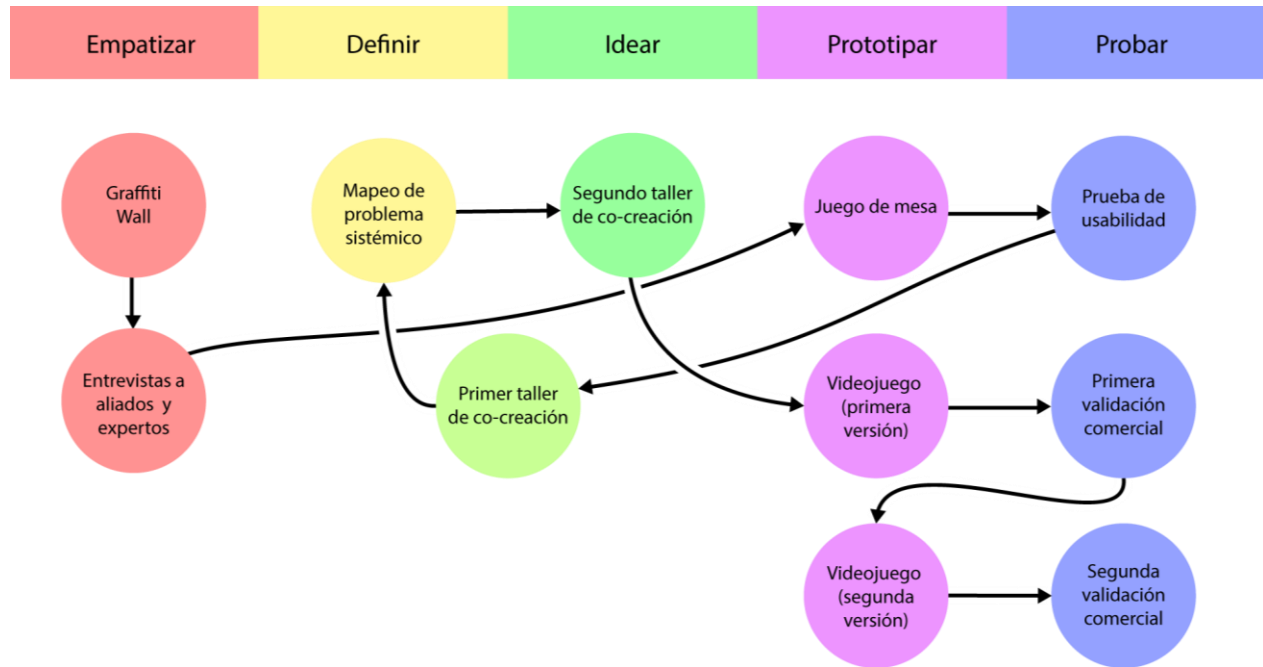 Empatizar
Definir
Idear
Prototipar
Probar
Graffiti
Wall
Mapeo de
problema
sistémico
Segundo taller
de co-creación
Juego de mesa
Prueba de
usabilidad
Entrevistas a
aliados y
expertos
Primer taller
de co-creación
Videojuego
(primera
versión)
Primera
validación
comercial
Videojuego
(segunda
versión)
Segunda
validación
comercial